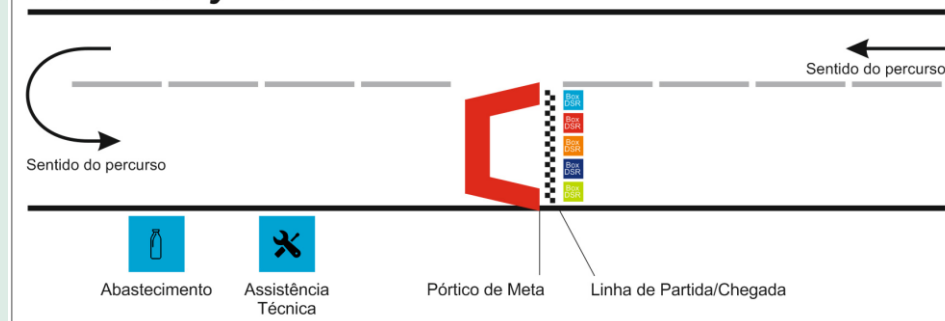 Sentido do percurso
Box
DSR
Box
DSR
Box
DSR
Box
DSR
Box
DSR
Sentido do percurso
Abastecimento
Assistência
Técnica
Pórtico de Meta
Linha de Partida/Chegada